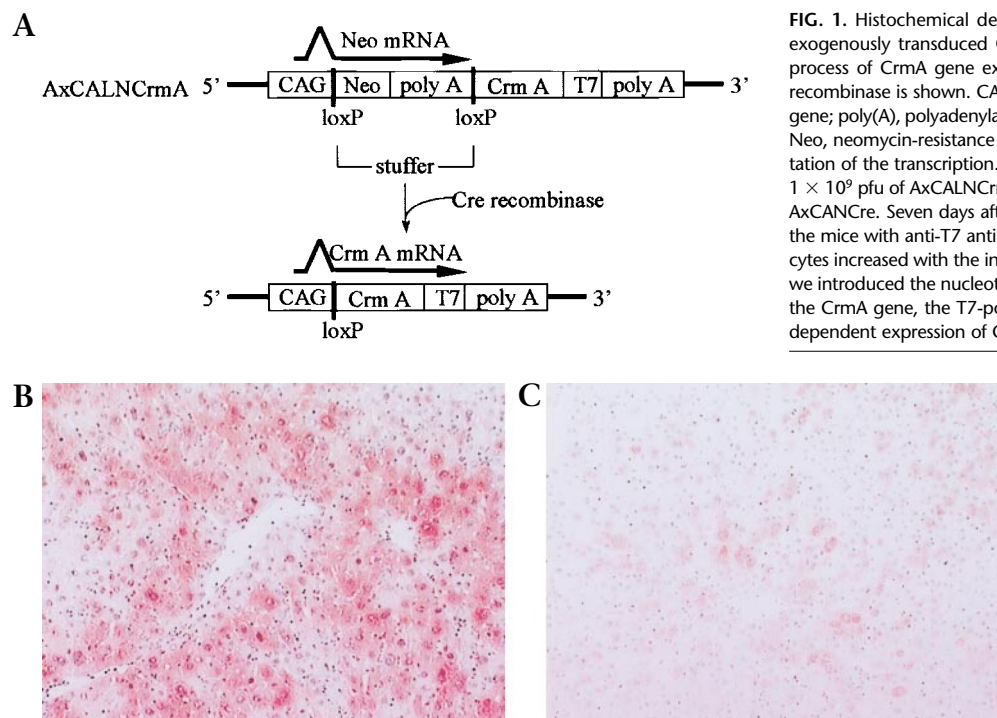 A
Neo mRNA
AxCALNCrmA 5' CAG Neo poly A Crm A T7 poly A 3'
loxP loxP
stuffer
Cre recombinase
Crm A mRNA
5' CAG Crm A T7 poly A 3'
loxP
FIG. 1. Histochemical de
exogenously transduced
process of CrmA gene ex
recombinase is shown. CA
gene; poly(A), polyadenyla
Neo, neomycin-resistance
tation of the transcription.
1 × 10⁹ pfu of AxCALNCr
AxCANCre. Seven days aft
the mice with anti-T7 anti
cytes increased with the in
we introduced the nucleot
the CrmA gene, the T7-po
dependent expression of
B C